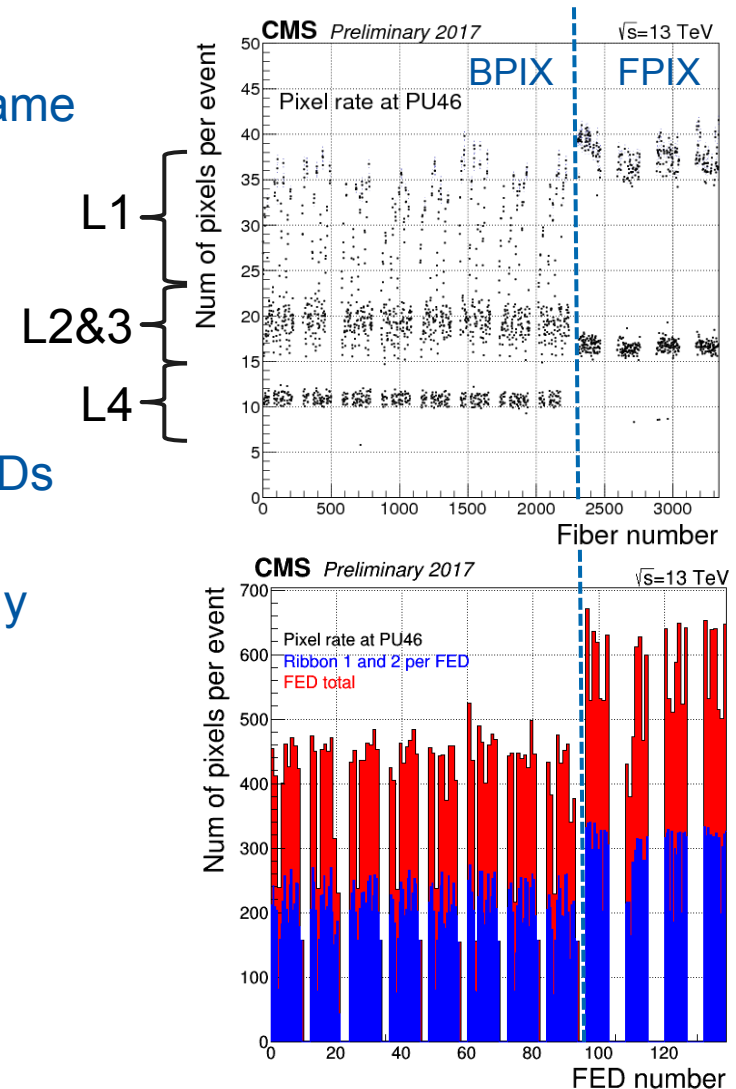 CMS Preliminary 2017 √s=13 TeV
BPIX FPIX
Pixel rate at PU46
Num of pixels per event
50
45
40
35
30
25
20
15
10
5
0
0 500 1000 1500 2000 2500 3000
Fiber number
ame
L1
L2&3
L4
Ds
y
CMS Preliminary 2017 √s=13 TeV
Pixel rate at PU46
Ribbon 1 and 2 per FED
FED total
Num of pixels per event
700
600
500
400
300
200
100
0
0 20 40 60 80 100 120
FED number